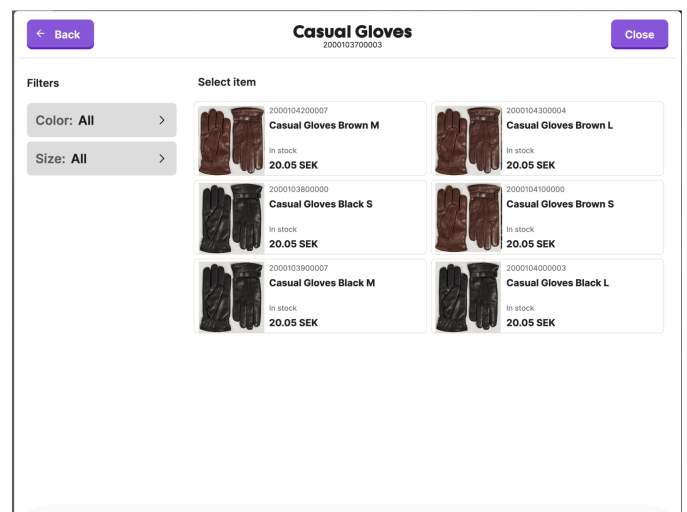 Back
Casual Gloves
2000103700003
Close
Filters
Color: All
Size: All
Select item
2000104200007
Casual Gloves Brown M
In stock
20.05 SEK
2000104300004
Casual Gloves Brown L
In stock
20.05 SEK
2000103800000
Casual Gloves Black S
In stock
20.05 SEK
2000104100000
Casual Gloves Brown S
In stock
20.05 SEK
2000103900007
Casual Gloves Black M
In stock
20.05 SEK
2000104000003
Casual Gloves Black L
In stock
20.05 SEK